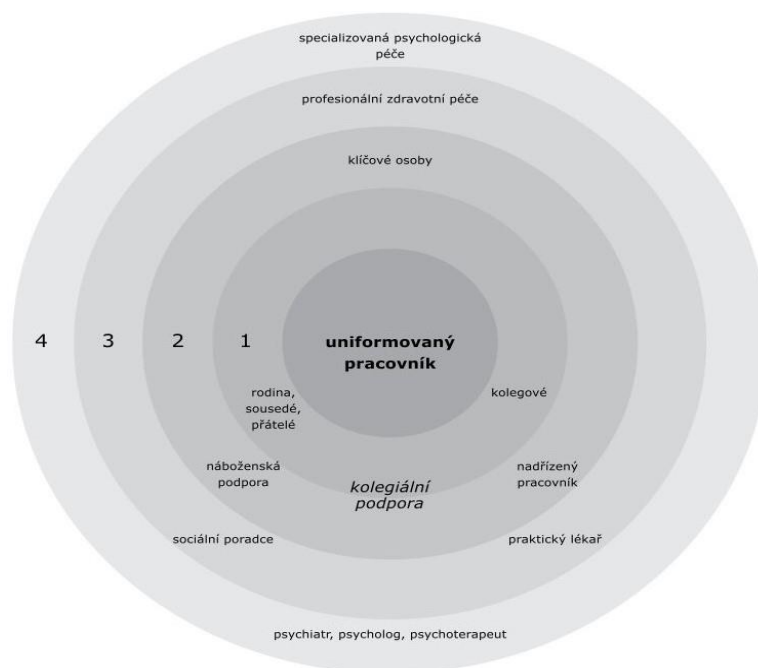 specializovaná psychologická
péče
profesionální zdravotní péče
klíčové osoby
4 3 2 1
uniformovaný
pracovník
rodina,
sousedé,
přátelé
kolegové
náboženská
podpora
kolegiální
podpora
nadřízený
pracovník
sociální poradce
praktický lékař
psychiatr, psycholog, psychoterapeut